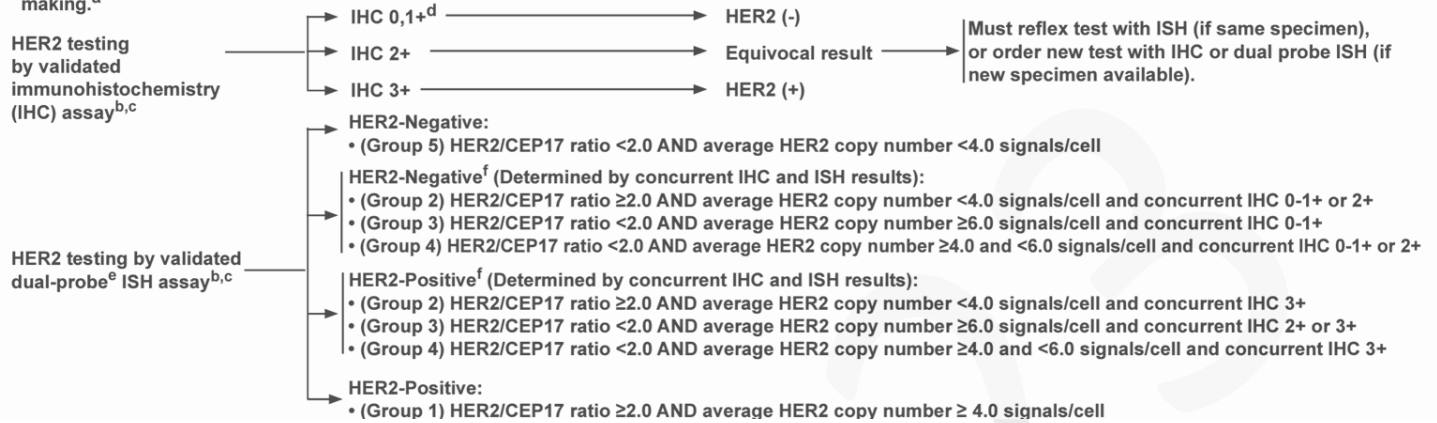 making.a
HER2 testing
by validated
immunohistochemistry
(IHC) assayb,c
IHC 0,1+d
HER2 (-)
IHC 2+
Equivocal result
Must reflex test with ISH (if same specimen),
or order new test with IHC or dual probe ISH (if
new specimen available).
IHC 3+
HER2 (+)
HER2 testing by validated
dual-probee ISH assayb,c
HER2-Negative:
• (Group 5) HER2/CEP17 ratio <2.0 AND average HER2 copy number <4.0 signals/cell
HER2-Negativef (Determined by concurrent IHC and ISH results):
• (Group 2) HER2/CEP17 ratio ≥2.0 AND average HER2 copy number <4.0 signals/cell and concurrent IHC 0-1+ or 2+
• (Group 3) HER2/CEP17 ratio <2.0 AND average HER2 copy number ≥6.0 signals/cell and concurrent IHC 0-1+
• (Group 4) HER2/CEP17 ratio <2.0 AND average HER2 copy number ≥4.0 and <6.0 signals/cell and concurrent IHC 0-1+ or 2+
HER2-Positivef (Determined by concurrent IHC and ISH results):
• (Group 2) HER2/CEP17 ratio ≥2.0 AND average HER2 copy number <4.0 signals/cell and concurrent IHC 3+
• (Group 3) HER2/CEP17 ratio <2.0 AND average HER2 copy number ≥6.0 signals/cell and concurrent IHC 2+ or 3+
• (Group 4) HER2/CEP17 ratio <2.0 AND average HER2 copy number ≥4.0 and <6.0 signals/cell and concurrent IHC 3+
HER2-Positive:
• (Group 1) HER2/CEP17 ratio ≥2.0 AND average HER2 copy number ≥ 4.0 signals/cell